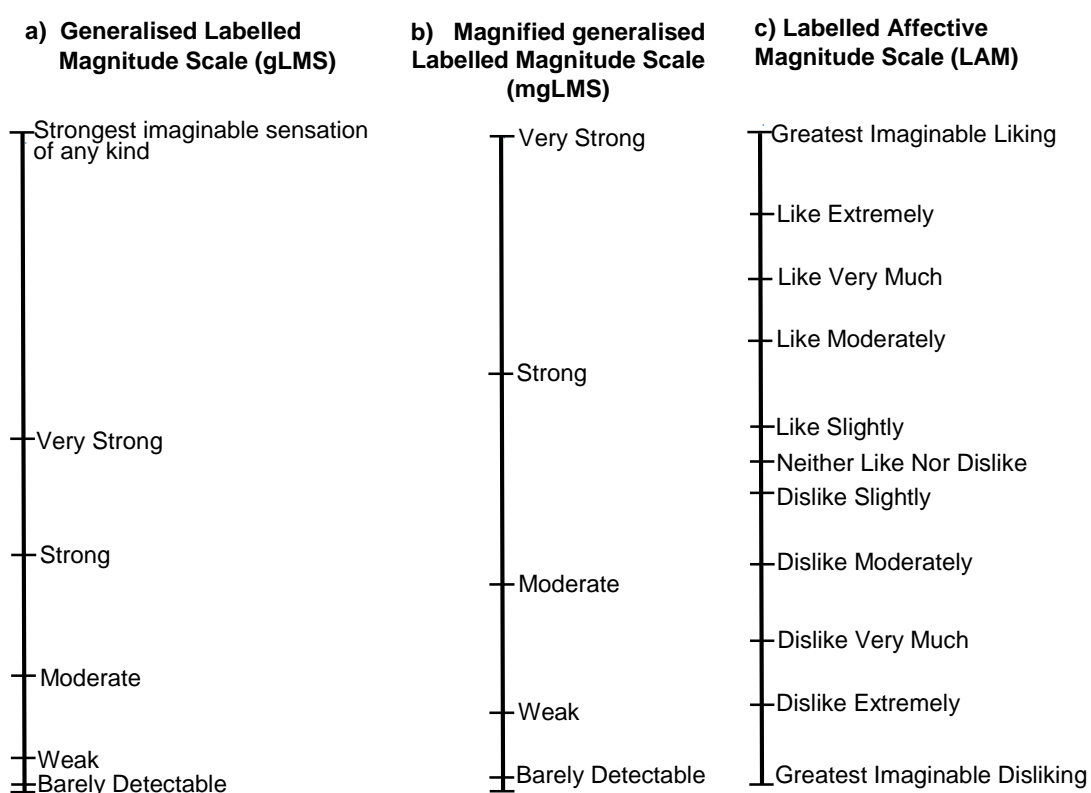 a) Generalised Labelled
Magnitude Scale (gLMS)
Strongest imaginable sensation
of any kind
Very Strong
Strong
Moderate
Weak
Barely Detectable
b) Magnified generalised
Labelled Magnitude Scale
(mgLMS)
Very Strong
Strong
Moderate
Weak
Barely Detectable
c) Labelled Affective
Magnitude Scale (LAM)
Greatest Imaginable Liking
Like Extremely
Like Very Much
Like Moderately
Like Slightly
Neither Like Nor Dislike
Dislike Slightly
Dislike Moderately
Dislike Very Much
Dislike Extremely
Greatest Imaginable Disliking